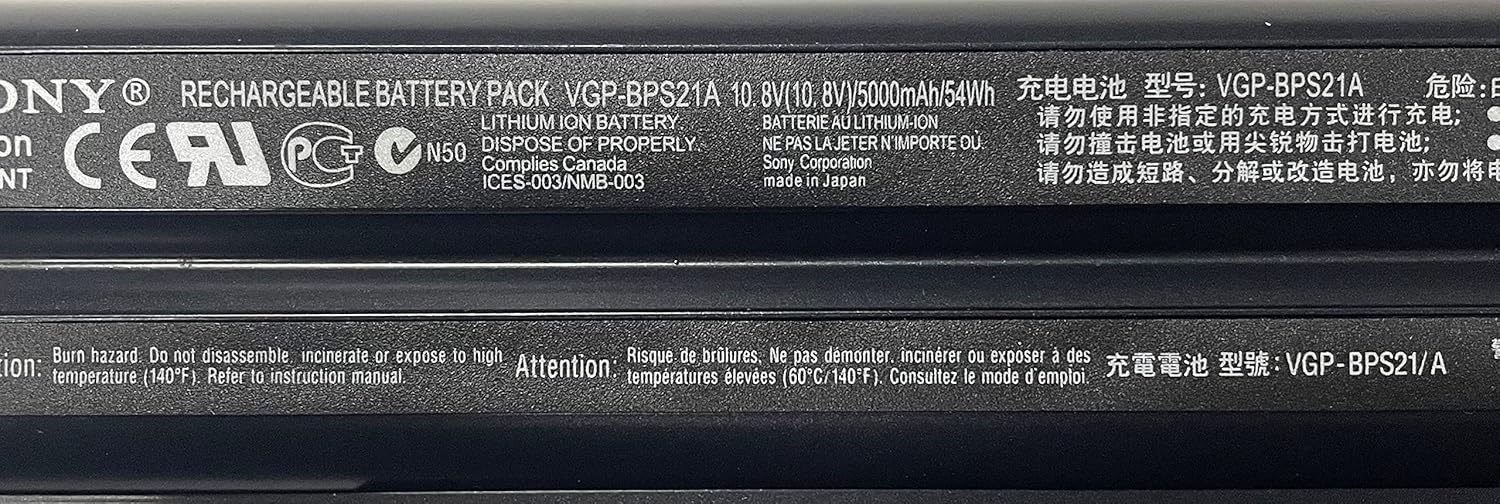 ONY® RECHARGEABLE BATTERY PACK VGP-BPS21A 10.8V(10,8V)/5000mAh/54Wh 充电电池 型号: VGP-BPS21A 危险:
on
NT
CE RU PCT N50
LITHIUM ION BATTERY
DISPOSE OF PROPERLY.
Complies Canada
ICES-003/NMB-003
BATTERIE AU LITHIUM-ION
NE PAS LA JETER N'IMPORTE OÙ.
Sony Corporation
made in Japan
请勿使用非指定的充电方式进行充电;
请勿撞击电池或用尖锐物击打电池;
请勿造成短路、分解或改造电池，亦勿将电
tion: Burn hazard. Do not disassemble, incinerate or expose to high
temperature (140°F). Refer to instruction manual.
Attention: Risque de brûlures. Ne pas démonter, incinérer ou exposer à des
températures élevées (60°C/140°F). Consultez le mode d'emploi.
充電電池 型號: VGP-BPS21/A